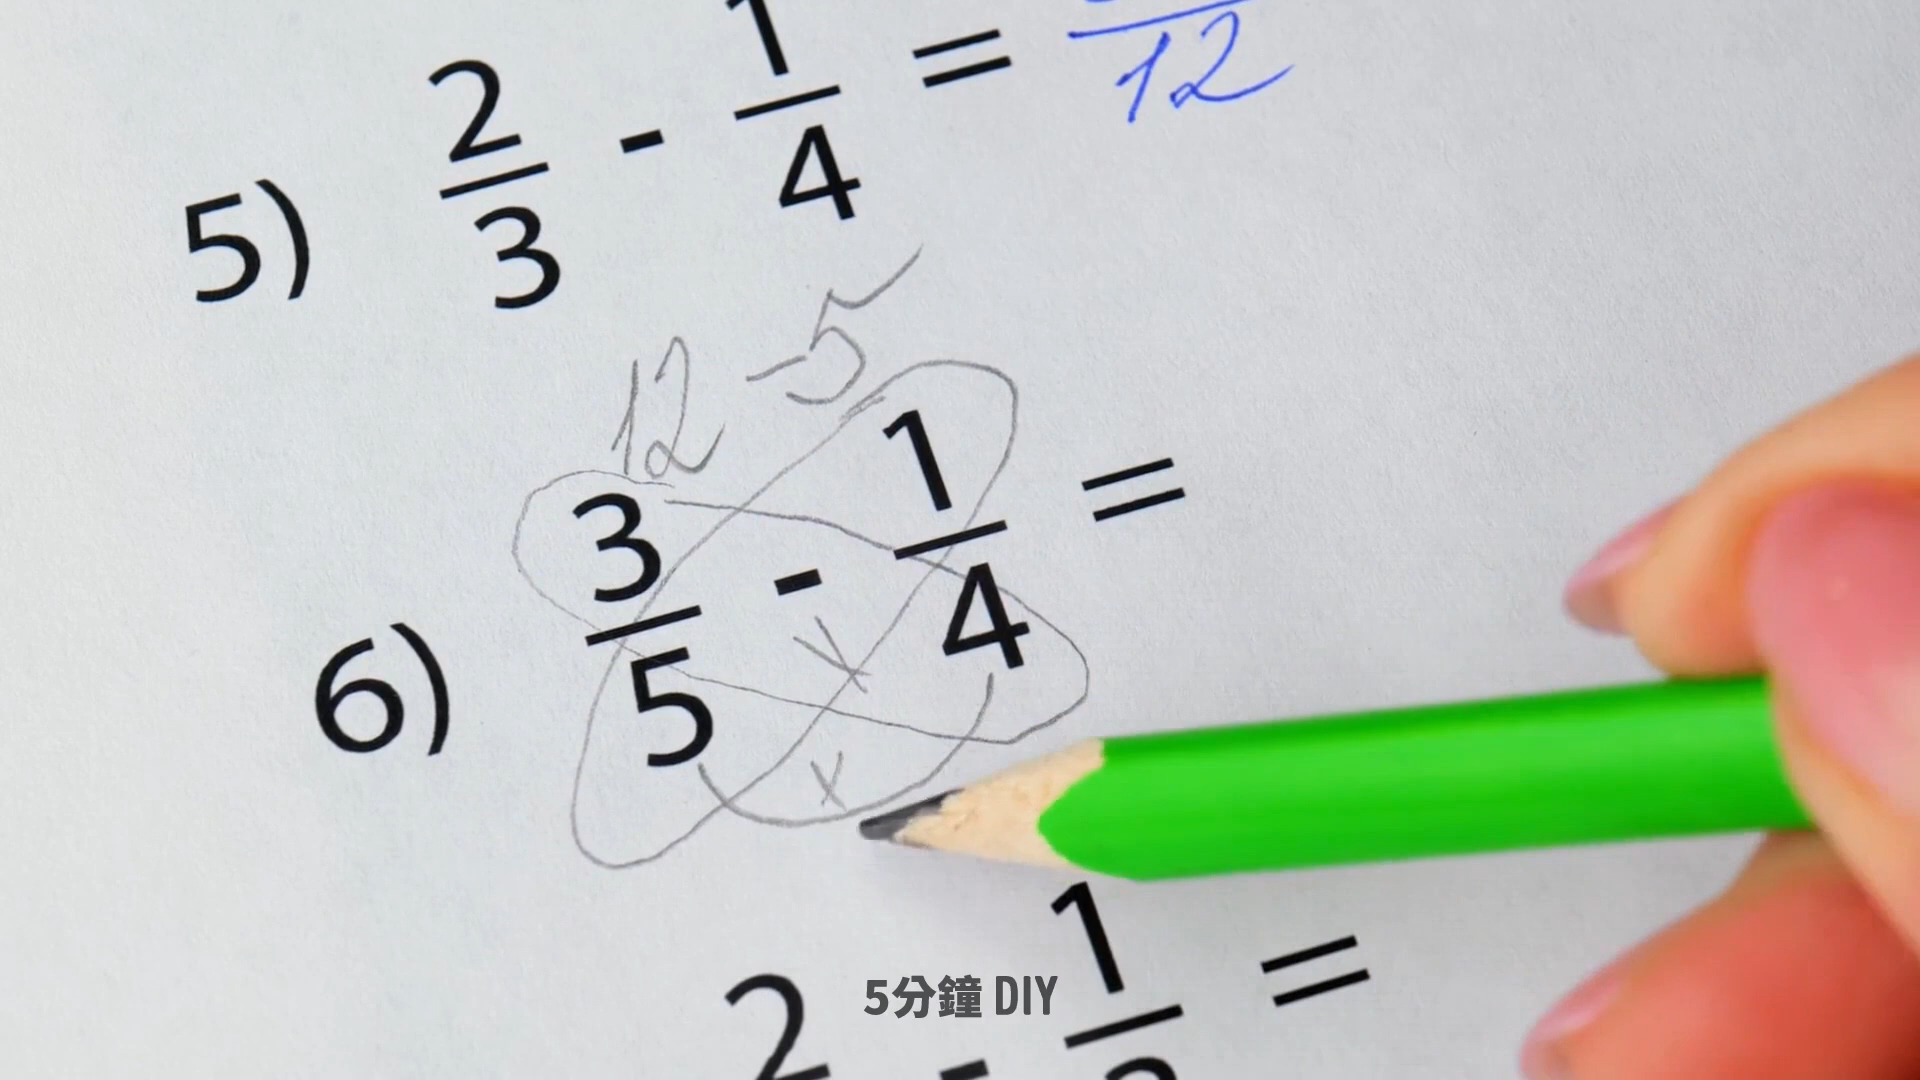 5) 2/3 - 1/4 = /12
12 - 5
6) 3/5 - 1/4 =
x
x
2 - 1 =
5分鐘 DIY